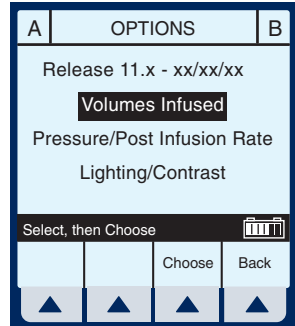 A OPTIONS B
Release 11.x - xx/xx/xx
Volumes Infused
Pressure/Post Infusion Rate
Lighting/Contrast
Select, then Choose
Choose Back